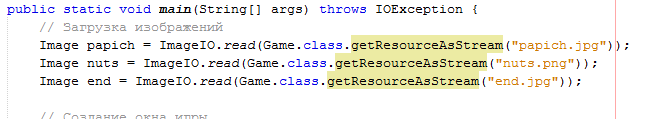 public static void main(String[] args) throws IOException {
// Загрузка изображений
Image papich = ImageIO.read(Game.class.getResourceAsStream("papich.jpg"));
Image nuts = ImageIO.read(Game.class.getResourceAsStream("nuts.png"));
Image end = ImageIO.read(Game.class.getResourceAsStream("end.jpg"));
// Создание окна игры